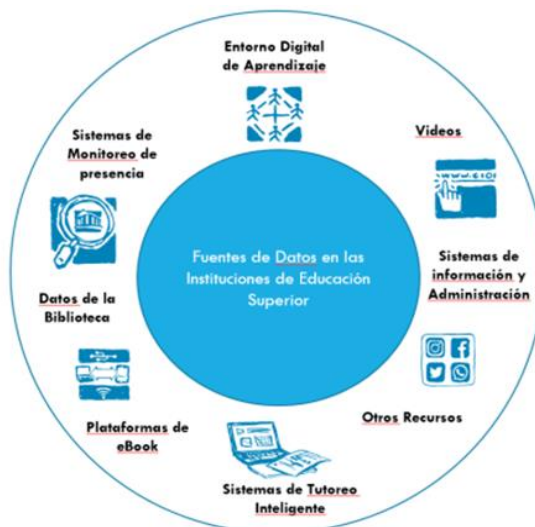 Entorno Digital
de Aprendizaje
Videos
Sistemas de
información y
Administración
Otros Recursos
Sistemas de Tutoreo
Inteligente
Plataformas de
eBook
Datos de la
Biblioteca
Sistemas de
Monitoreo de
presencia
Fuentes de Datos en las
Instituciones de Educación
Superior